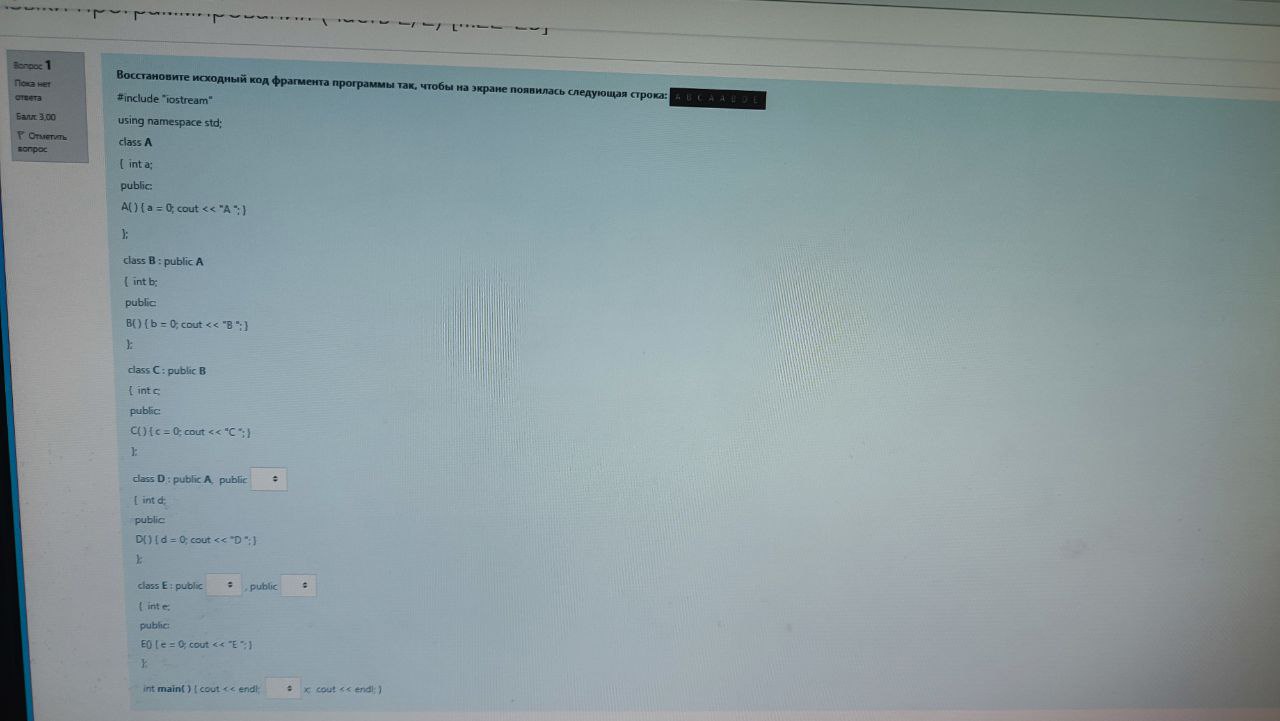 Вопрос 1
Пока нет
ответа
Балл: 3,00
Отметить
вопрос
Восстановите исходный код фрагмента программы так, чтобы на экране появилась следующая строка: A B C A A B D E
#include "iostream"
using namespace std;
class A
{ int a;
public:
A( ) { a = 0; cout << "A "; }
};
class B : public A
{ int b;
public:
B( ) { b = 0; cout << "B "; }
};
class C : public B
{ int c;
public:
C( ) { c = 0; cout << "C "; }
};
class D : public A, public
{ int d;
public:
D( ) { d = 0; cout << "D "; }
};
class E : public , public
{ int e;
public:
E() { e = 0; cout << "E "; }
};
int main( ) { cout << endl; x; cout << endl; }